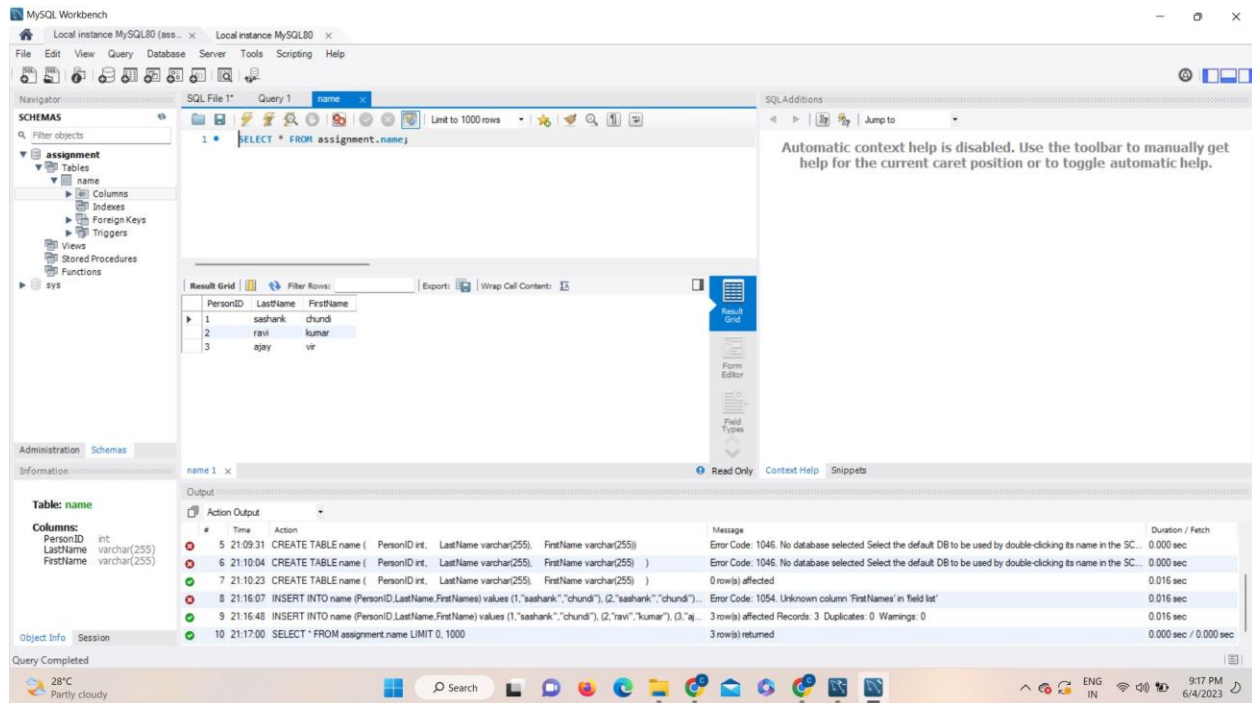 MySQL Workbench
Local instance MySQL80 (ass... ×
Local instance MySQL80 ×
File Edit View Query Database Server Tools Scripting Help
Navigator
SCHEMAS
Filter objects
assignment
Tables
name
Columns
Indexes
Foreign Keys
Triggers
Views
Stored Procedures
Functions
sys
Administration Schemas
Information
Table: name
Columns:
PersonID int
LastName varchar(255)
FirstName varchar(255)
Object Info Session
SQL File 1* Query 1 name ×
Limit to 1000 rows
1 SELECT * FROM assignment.name;
Result Grid Filter Rows: Export: Wrap Cell Content:
PersonID LastName FirstName
1 sashank chundi
2 ravi kumar
3 ajay vir
Result Grid
Form Editor
Field Types
name 1 × Read Only
SQLAdditions
Jump to
Automatic context help is disabled. Use the toolbar to manually get
help for the current caret position or to toggle automatic help.
Context Help Snippets
Output
Action Output
# Time Action Message Duration / Fetch
5 21:09:31 CREATE TABLE name ( PersonID int, LastName varchar(255), FirstName varchar(255)) Error Code: 1046. No database selected Select the default DB to be used by double-clicking its name in the SC... 0.000 sec
6 21:10:04 CREATE TABLE name ( PersonID int, LastName varchar(255), FirstName varchar(255) ) Error Code: 1046. No database selected Select the default DB to be used by double-clicking its name in the SC... 0.000 sec
7 21:10:23 CREATE TABLE name ( PersonID int, LastName varchar(255), FirstName varchar(255) ) 0 row(s) affected 0.016 sec
8 21:16:07 INSERT INTO name (PersonID,LastName,FirstNames) values (1,"sashank","chundi"), (2,"sashank","chundi")... Error Code: 1054. Unknown column 'FirstNames' in field list' 0.016 sec
9 21:16:48 INSERT INTO name (PersonID,LastName,FirstName) values (1,"sashank","chundi"), (2,"ravi","kumar"), (3,"aj... 3 row(s) affected Records: 3 Duplicates: 0 Warnings: 0 0.016 sec
10 21:17:00 SELECT * FROM assignment.name LIMIT 0, 1000 3 row(s) returned 0.000 sec / 0.000 sec
Query Completed
28°C
Partly cloudy
Search
ENG
IN
9:17 PM
6/4/2023